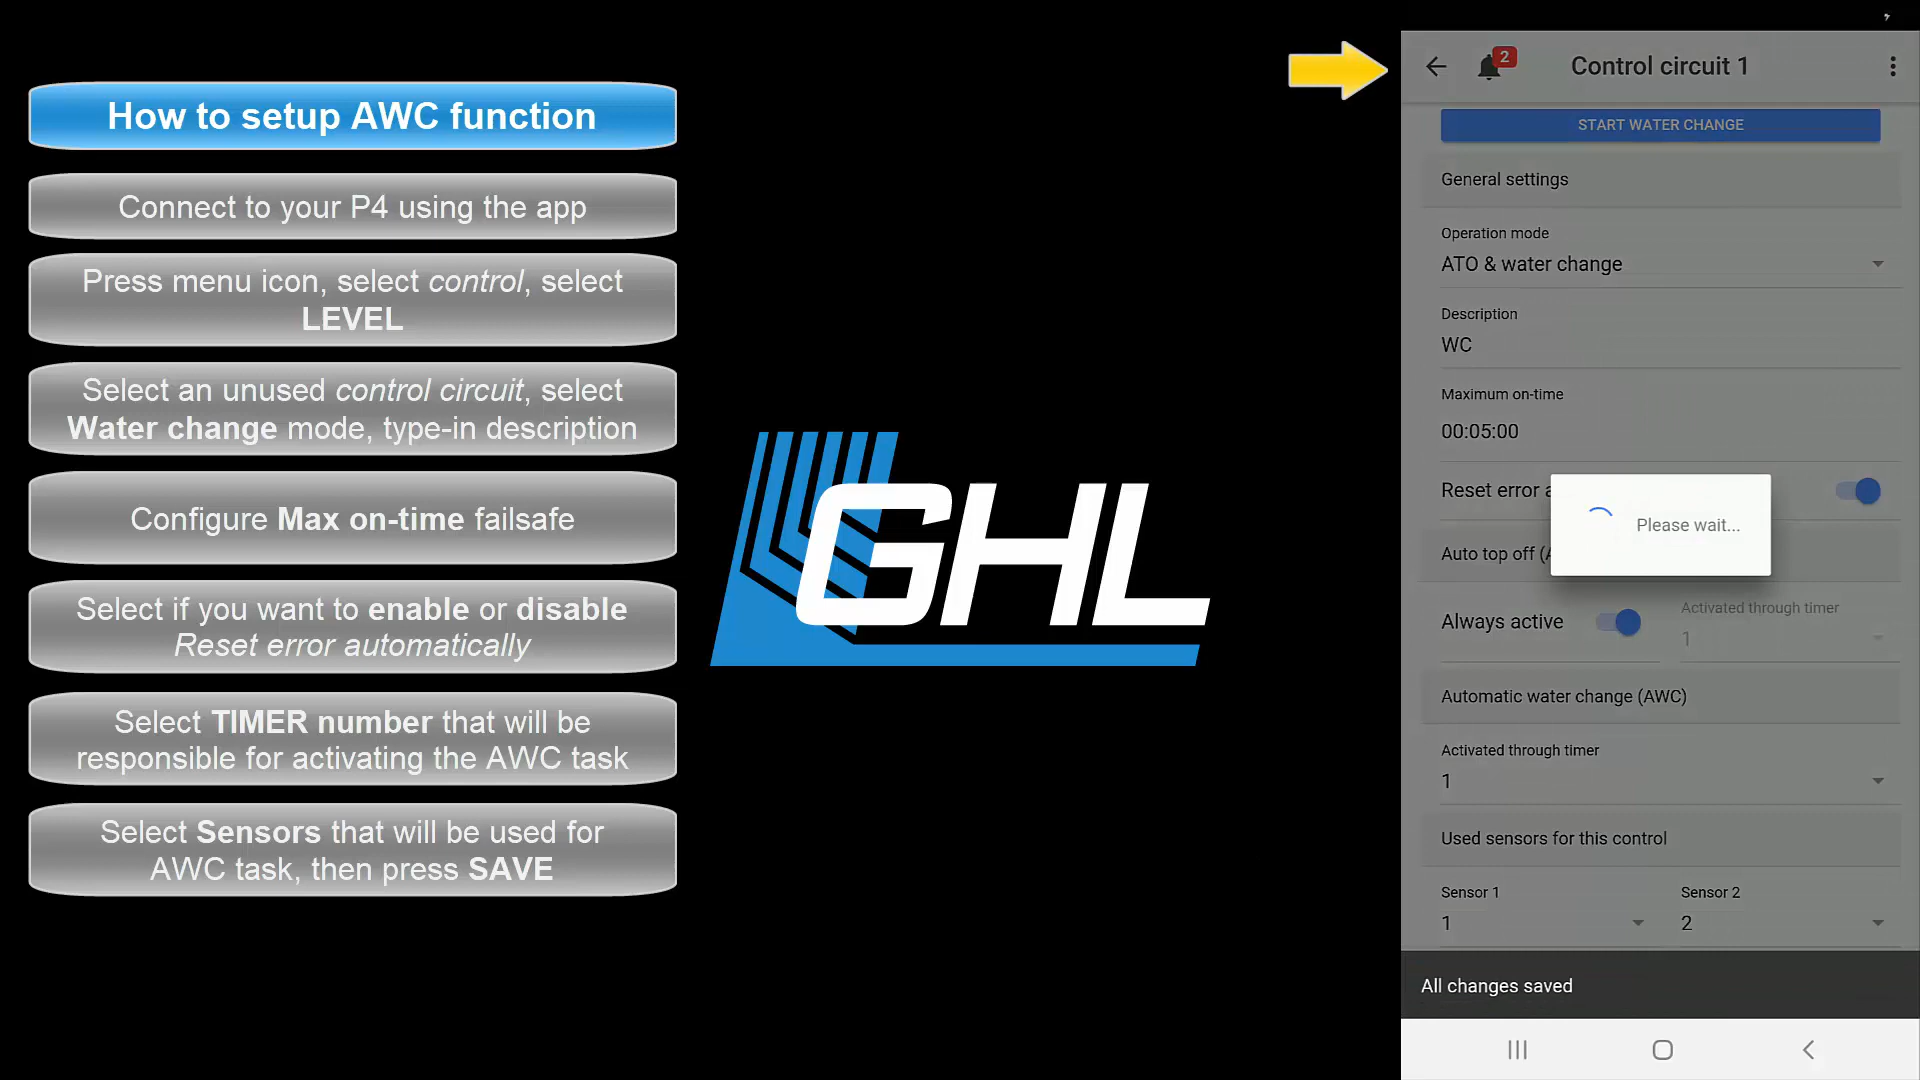 How to setup AWC function
Connect to your P4 using the app
Press menu icon, select control, select
LEVEL
Select an unused control circuit, select
Water change mode, type-in description
Configure Max on-time failsafe
Select if you want to enable or disable
Reset error automatically
Select TIMER number that will be
responsible for activating the AWC task
Select Sensors that will be used for
AWC task, then press SAVE
GHL
2
Control circuit 1
START WATER CHANGE
General settings
Operation mode
ATO & water change
Description
WC
Maximum on-time
00:05:00
Reset error a
Please wait...
Auto top off (A
Always active
Activated through timer
1
Automatic water change (AWC)
Activated through timer
1
Used sensors for this control
Sensor 1
Sensor 2
1
2
All changes saved